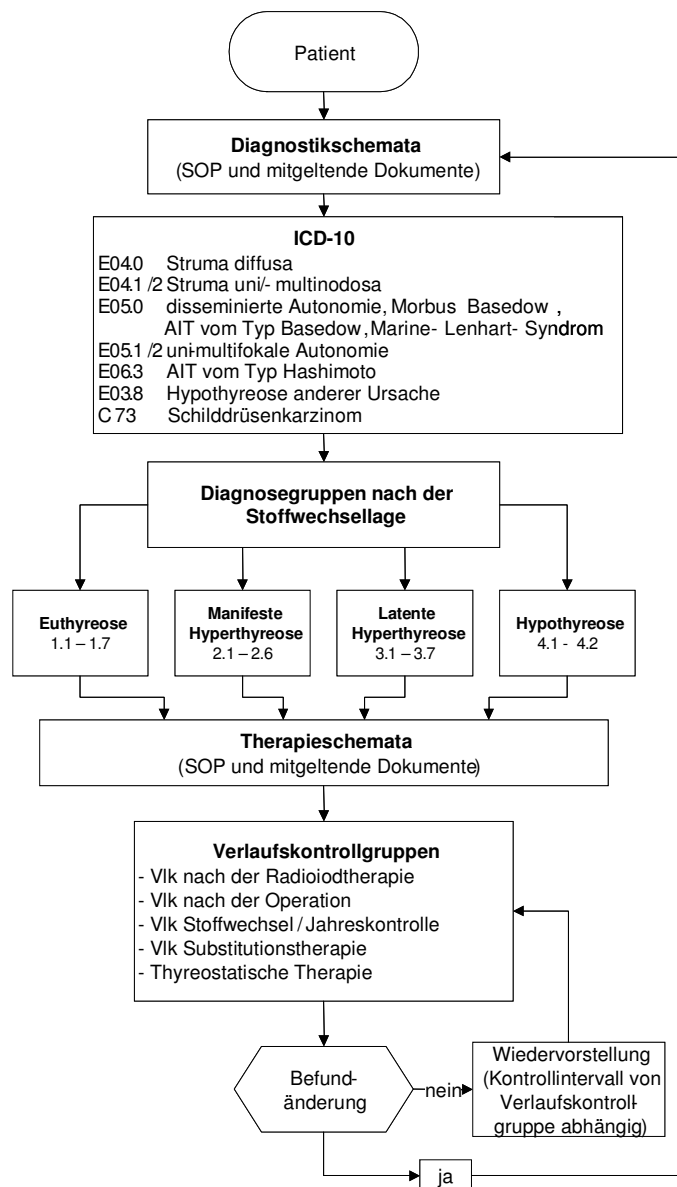 Patient
Diagnostikschemata
(SOP und mitgeltende Dokumente)
ICD-10
E04.0 Struma diffusa
E04.1 /2 Struma uni/- multinodosa
E05.0 disseminierte Autonomie, Morbus Basedow ,
AIT vom Typ Basedow, Marine- Lenhart- Syndrom
E05.1 /2 uni-multifokale Autonomie
E06.3 AIT vom Typ Hashimoto
E03.8 Hypothyreose anderer Ursache
C 73 Schilddrüsenkarzinom
Diagnosegruppen nach der
Stoffwechsellage
Euthyreose
1.1 – 1.7
Manifeste
Hyperthyreose
2.1 – 2.6
Latente
Hyperthyreose
3.1 – 3.7
Hypothyreose
4.1 - 4.2
Therapieschemata
(SOP und mitgeltende Dokumente)
Verlaufskontrollgruppen
- Vlk nach der Radioiodtherapie
- Vlk nach der Operation
- Vlk Stoffwechsel / Jahreskontrolle
- Vlk Substitutionstherapie
- Thyreostatische Therapie
Befund-
änderung
nein
Wiedervorstellung
(Kontrollintervall von
Verlaufskontroll-
gruppe abhängig)
ja